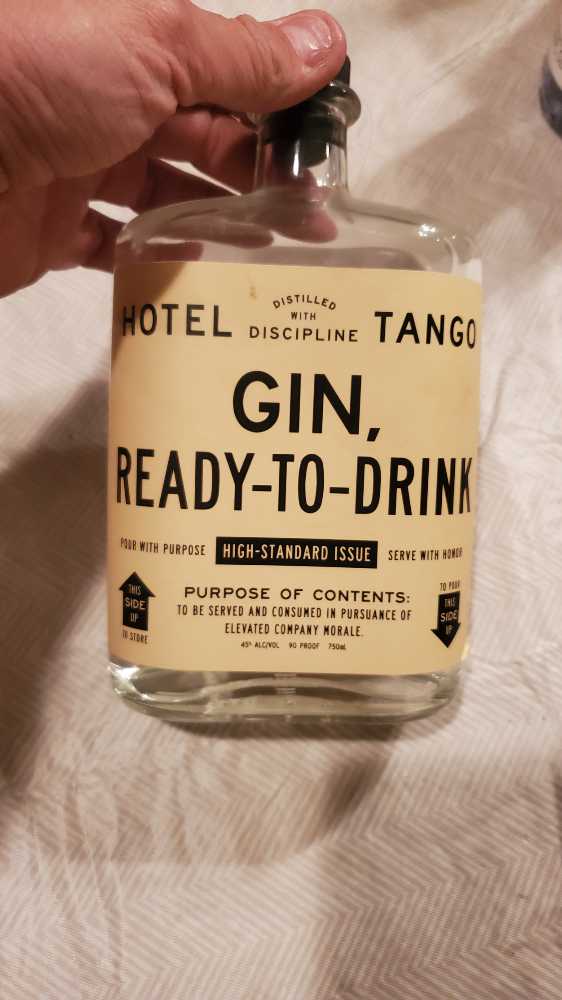 HOTEL DISTILLED WITH DISCIPLINE TANGO
GIN,
READY-TO-DRINK
POUR WITH PURPOSE HIGH-STANDARD ISSUE SERVE WITH HONOR
THIS SIDE UP TO STORE
PURPOSE OF CONTENTS:
TO BE SERVED AND CONSUMED IN PURSUANCE OF
ELEVATED COMPANY MORALE.
45% ALC/VOL 90 PROOF 750mL
TO POUR THIS SIDE UP